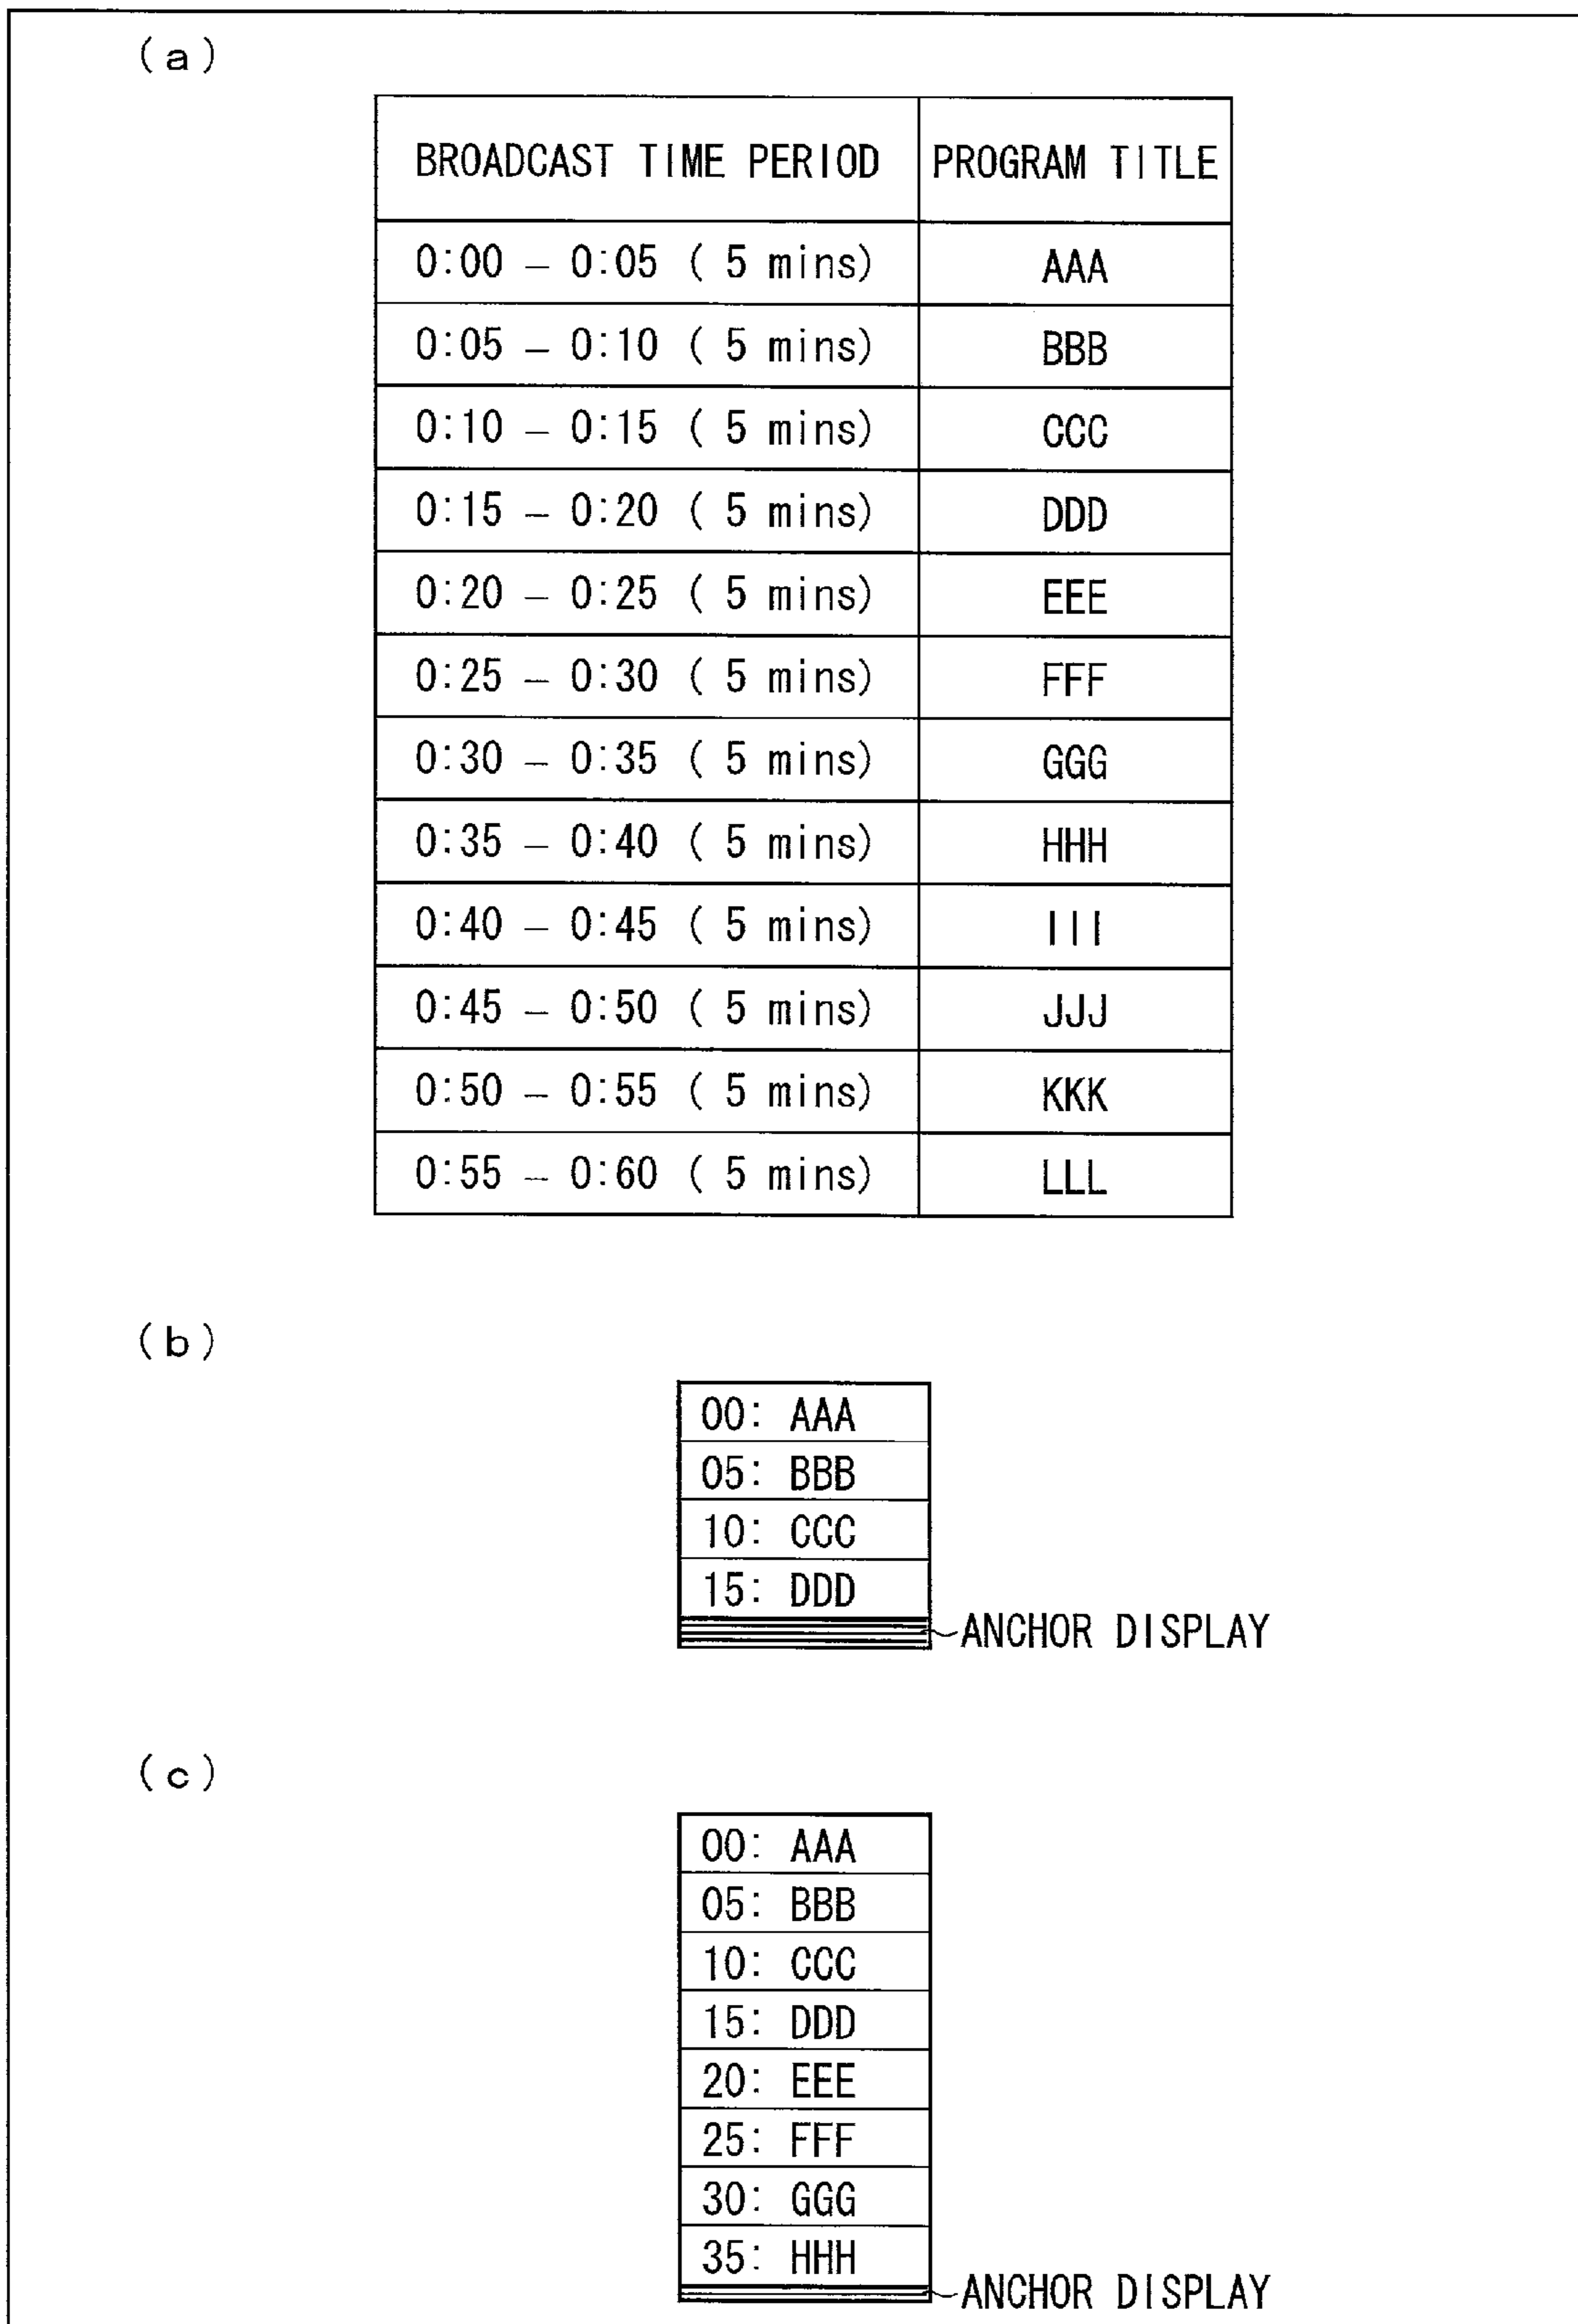 (a)
BROADCAST TIME PERIOD PROGRAM TITLE
0:00 – 0:05 ( 5 mins) AAA
0:05 – 0:10 ( 5 mins) BBB
0:10 – 0:15 ( 5 mins) CCC
0:15 – 0:20 ( 5 mins) DDD
0:20 – 0:25 ( 5 mins) EEE
0:25 – 0:30 ( 5 mins) FFF
0:30 – 0:35 ( 5 mins) GGG
0:35 – 0:40 ( 5 mins) HHH
0:40 – 0:45 ( 5 mins) III
0:45 – 0:50 ( 5 mins) JJJ
0:50 – 0:55 ( 5 mins) KKK
0:55 – 0:60 ( 5 mins) LLL
(b)
00: AAA
05: BBB
10: CCC
15: DDD
ANCHOR DISPLAY
(c)
00: AAA
05: BBB
10: CCC
15: DDD
20: EEE
25: FFF
30: GGG
35: HHH
ANCHOR DISPLAY